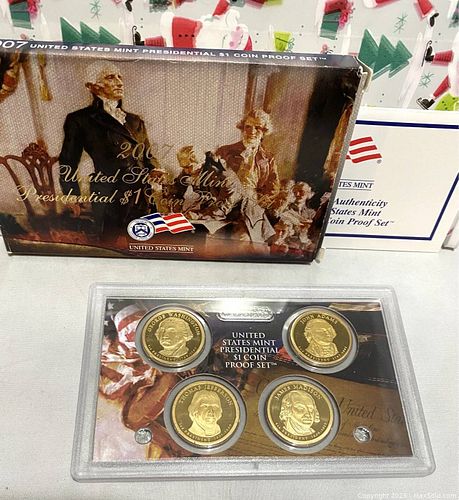 2007 UNITED STATES MINT PRESIDENTIAL $1 COIN PROOF SET™
2007
United States Mint
Presidential $1 Coin
UNITED STATES MINT
STATES MINT
Authenticity
States Mint
Coin Proof Set™
GEORGE WASHINGTON
JOHN ADAMS
UNITED
STATES MINT
PRESIDENTIAL
$1 COIN
PROOF SET™
THOMAS JEFFERSON
JAMES MADISON
United Sta